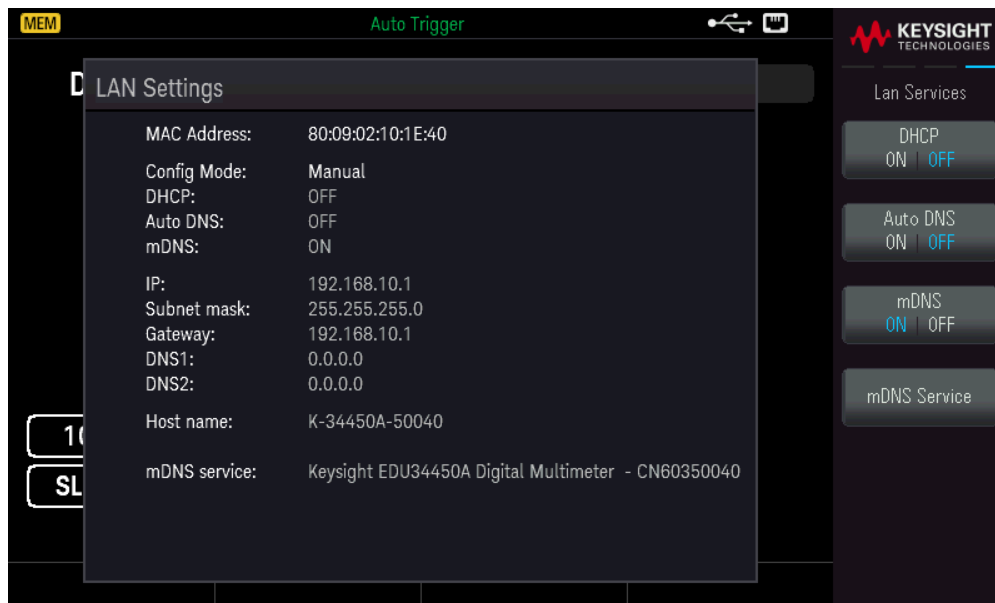 MEM Auto Trigger
KEYSIGHT
TECHNOLOGIES
D
LAN Settings
Lan Services
MAC Address: 80:09:02:10:1E:40
DHCP
ON | OFF
Config Mode: Manual
DHCP: OFF
Auto DNS: OFF
mDNS: ON
Auto DNS
ON | OFF
IP: 192.168.10.1
Subnet mask: 255.255.255.0
Gateway: 192.168.10.1
DNS1: 0.0.0.0
DNS2: 0.0.0.0
mDNS
ON | OFF
mDNS Service
Host name: K-34450A-50040
mDNS service: Keysight EDU34450A Digital Multimeter - CN60350040
SL